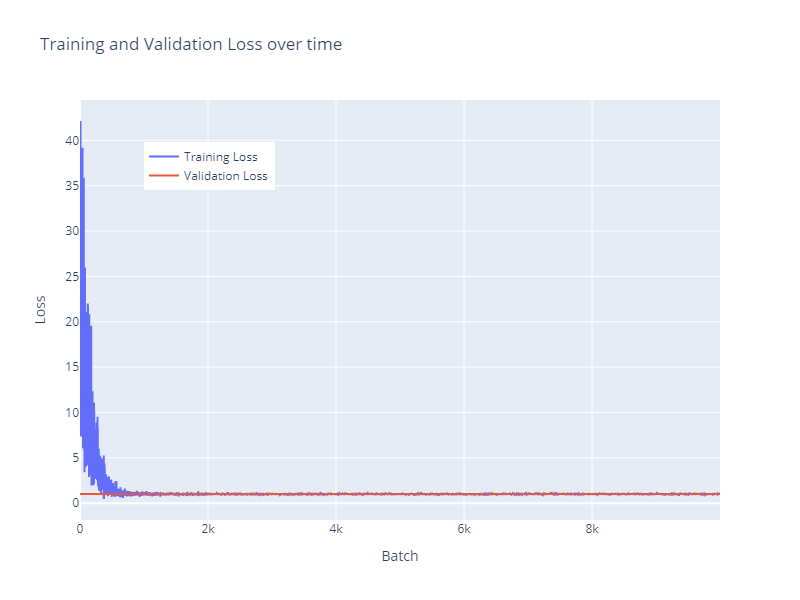 Training and Validation Loss over time
Training Loss
Validation Loss
Loss
40
35
30
25
20
15
10
5
0
0
2k
4k
6k
8k
Batch